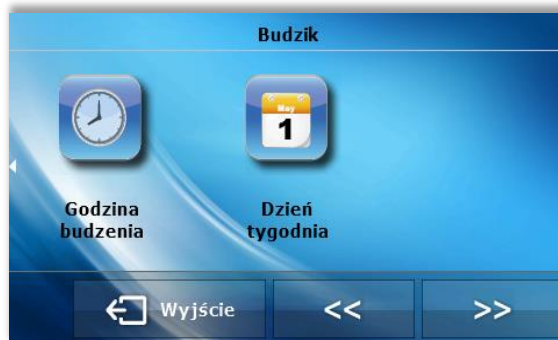 Budzik
May
1
Godzina
budzenia
Dzień
tygodnia
Wyjście
<<
>>